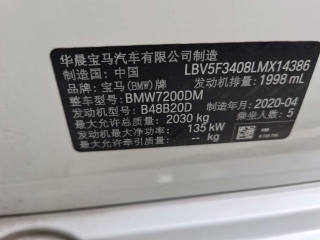 华晨宝马汽车有限公司制造
制造国：中国 LBV5F3408LMX14386
品牌：宝马(BMW)牌 发动机排量：1998 mL
整车型号：BMW7200DM
发动机型号：B48B20D 制造年月：2020-04
最大允许总质量：2030 kg 乘坐人数：5
发动机最大净功率：135 kW
最大允许牵引质量：-- kg